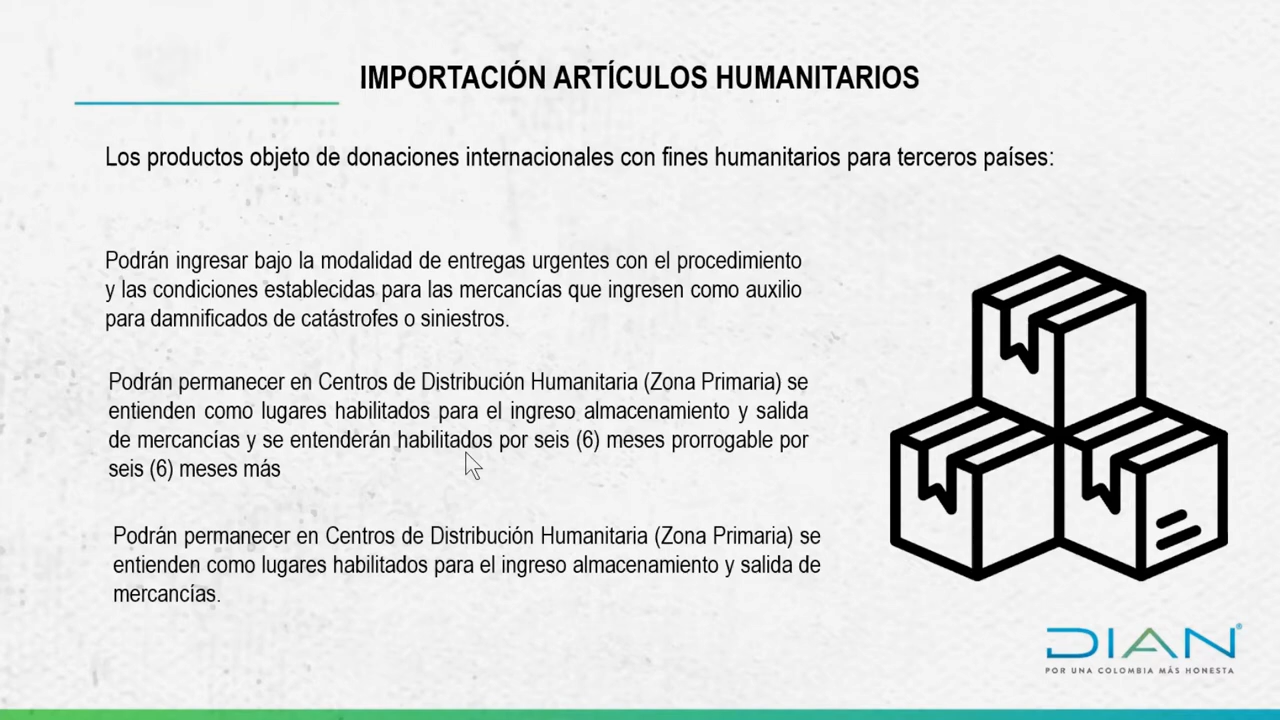 IMPORTACIÓN ARTÍCULOS HUMANITARIOS
Los productos objeto de donaciones internacionales con fines humanitarios para terceros países:
Podrán ingresar bajo la modalidad de entregas urgentes con el procedimiento
y las condiciones establecidas para las mercancías que ingresen como auxilio
para damnificados de catástrofes o siniestros.
Podrán permanecer en Centros de Distribución Humanitaria (Zona Primaria) se
entienden como lugares habilitados para el ingreso almacenamiento y salida
de mercancías y se entenderán habilitados por seis (6) meses prorrogable por
seis (6) meses más
Podrán permanecer en Centros de Distribución Humanitaria (Zona Primaria) se
entienden como lugares habilitados para el ingreso almacenamiento y salida de
mercancías.
DIAN®
POR UNA COLOMBIA MÁS HONESTA